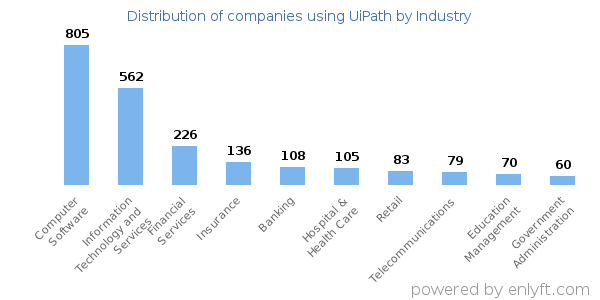 Distribution of companies using UiPath by Industry
805
562
226
136
108
105
83
79
70
60
Computer
Software
Information
Technology and
Services
Financial
Services
Insurance
Banking
Hospital &
Health Care
Retail
Telecommunications
Education
Management
Government
Administration
powered by enlyft.com